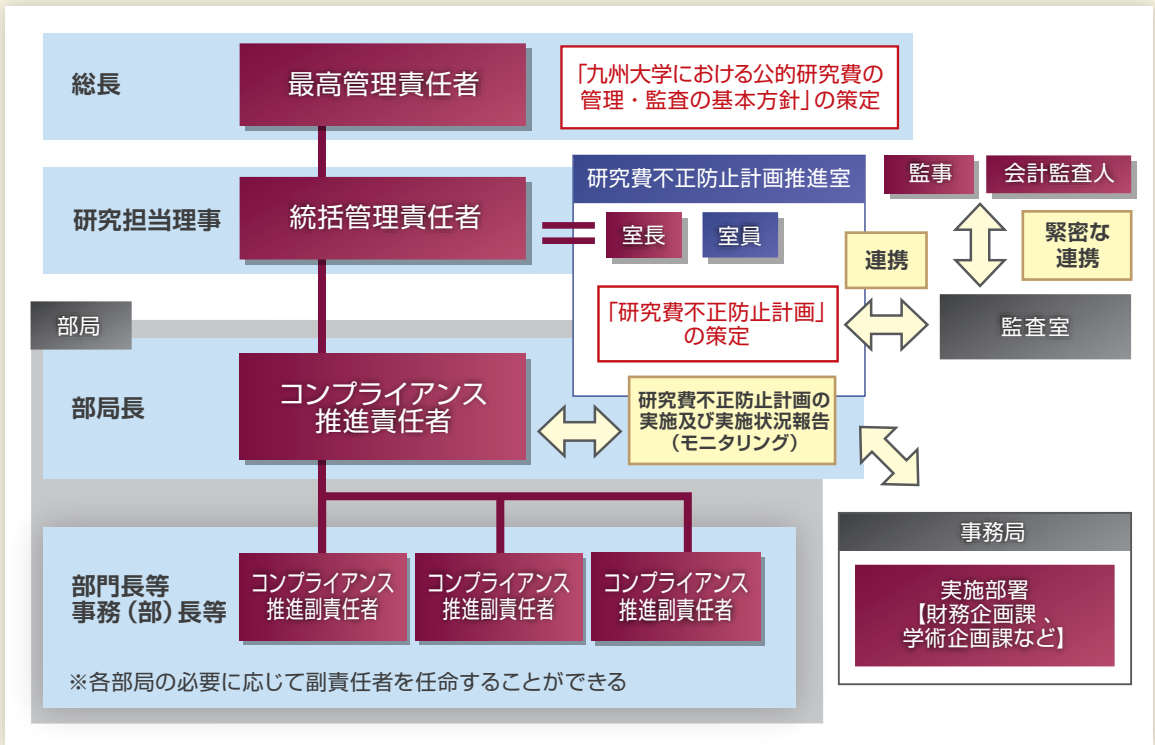 総長
最高管理責任者
「九州大学における公的研究費の
管理・監査の基本方針」の策定
研究担当理事
統括管理責任者
研究費不正防止計画推進室
室長
室員
「研究費不正防止計画」
の策定
監事
会計監査人
連携
緊密な
連携
監査室
部局
部局長
コンプライアンス
推進責任者
研究費不正防止計画の
実施及び実施状況報告
(モニタリング)
部門長等
事務(部)長等
コンプライアンス
推進副責任者
コンプライアンス
推進副責任者
コンプライアンス
推進副責任者
※各部局の必要に応じて副責任者を任命することができる
事務局
実施部署
【財務企画課、
学術企画課など】